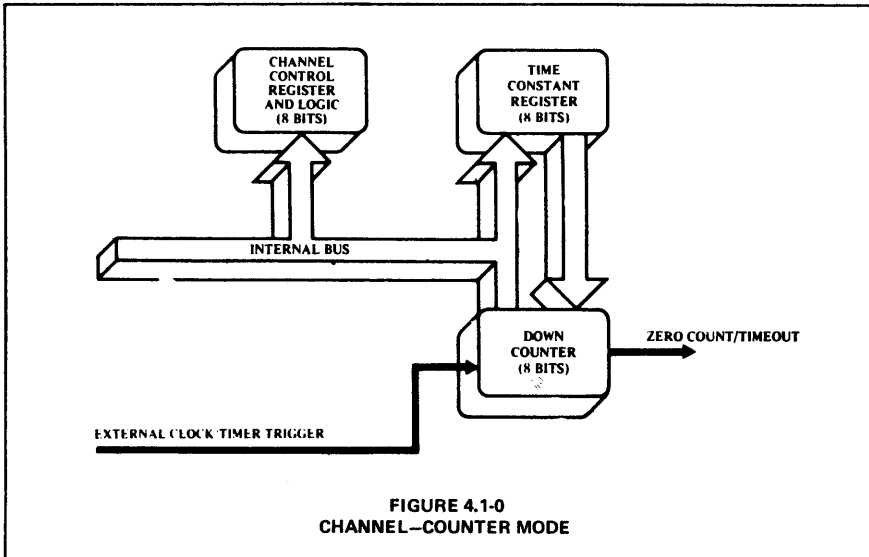 CHANNEL
CONTROL
REGISTER
AND LOGIC
(8 BITS)
TIME
CONSTANT
REGISTER
(8 BITS)
INTERNAL BUS
DOWN
COUNTER
(8 BITS)
ZERO COUNT/TIMEOUT
EXTERNAL CLOCK TIMER TRIGGER
FIGURE 4.1-0
CHANNEL–COUNTER MODE